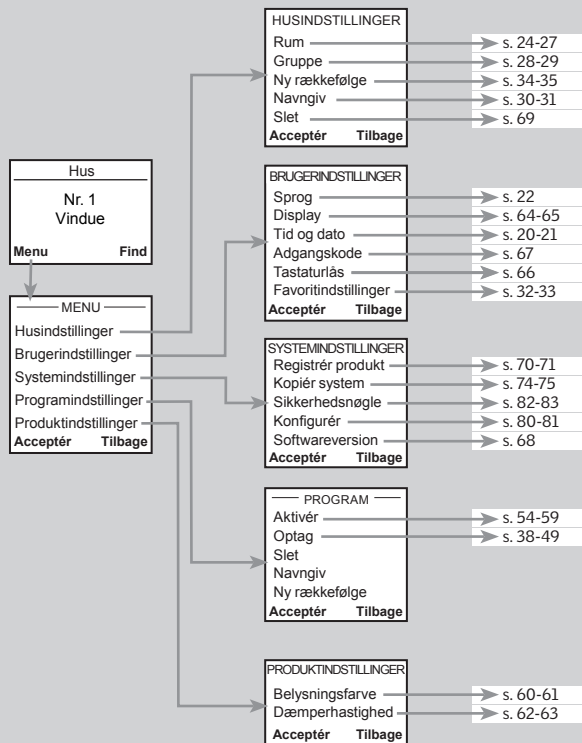 HUSINDSTILLINGER
Rum s. 24-27
Gruppe s. 28-29
Ny rækkefølge s. 34-35
Navngiv s. 30-31
Slet s. 69
Acceptér Tilbage
Hus
Nr. 1
Vindue
Menu Find
MENU
Husindstillinger
Brugerindstillinger
Systemindstillinger
Programindstillinger
Produktindstillinger
Acceptér Tilbage
BRUGERINDSTILLINGER
Sprog s. 22
Display s. 64-65
Tid og dato s. 20-21
Adgangskode s. 67
Tastaturlås s. 66
Favoritindstillinger s. 32-33
Acceptér Tilbage
SYSTEMINDSTILLINGER
Registrér produkt s. 70-71
Kopiér system s. 74-75
Sikkerhedsnøgle s. 82-83
Konfigurér s. 80-81
Softwareversion s. 68
Acceptér Tilbage
PROGRAM
Aktivér s. 54-59
Optag s. 38-49
Slet
Navngiv
Ny rækkefølge
Acceptér Tilbage
PRODUKTINDSTILLINGER
Belysningsfarve s. 60-61
Dæmperhastighed s. 62-63
Acceptér Tilbage